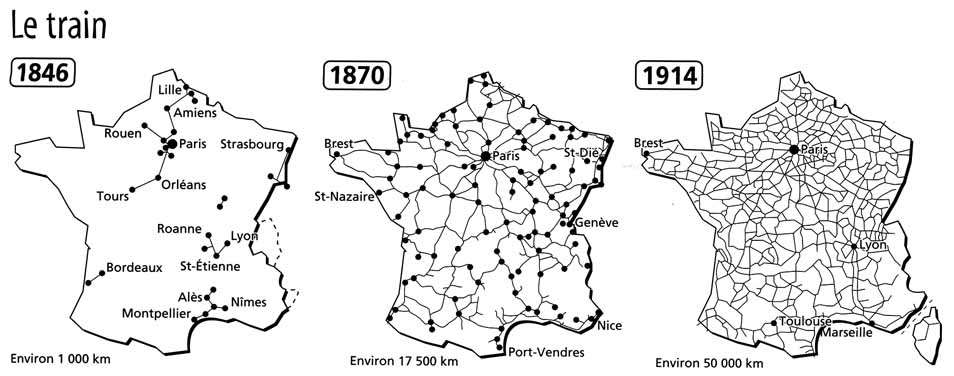 Le train
1846
Lille
Amiens
Rouen
Paris
Strasbourg
Orléans
Tours
Roanne
Lyon
St-Étienne
Bordeaux
Alès
Nîmes
Montpellier
Environ 1 000 km
1870
Brest
Paris
St-Dié
St-Nazaire
Genève
Nice
Port-Vendres
Environ 17 500 km
1914
Brest
Paris
Lyon
Toulouse
Marseille
Environ 50 000 km